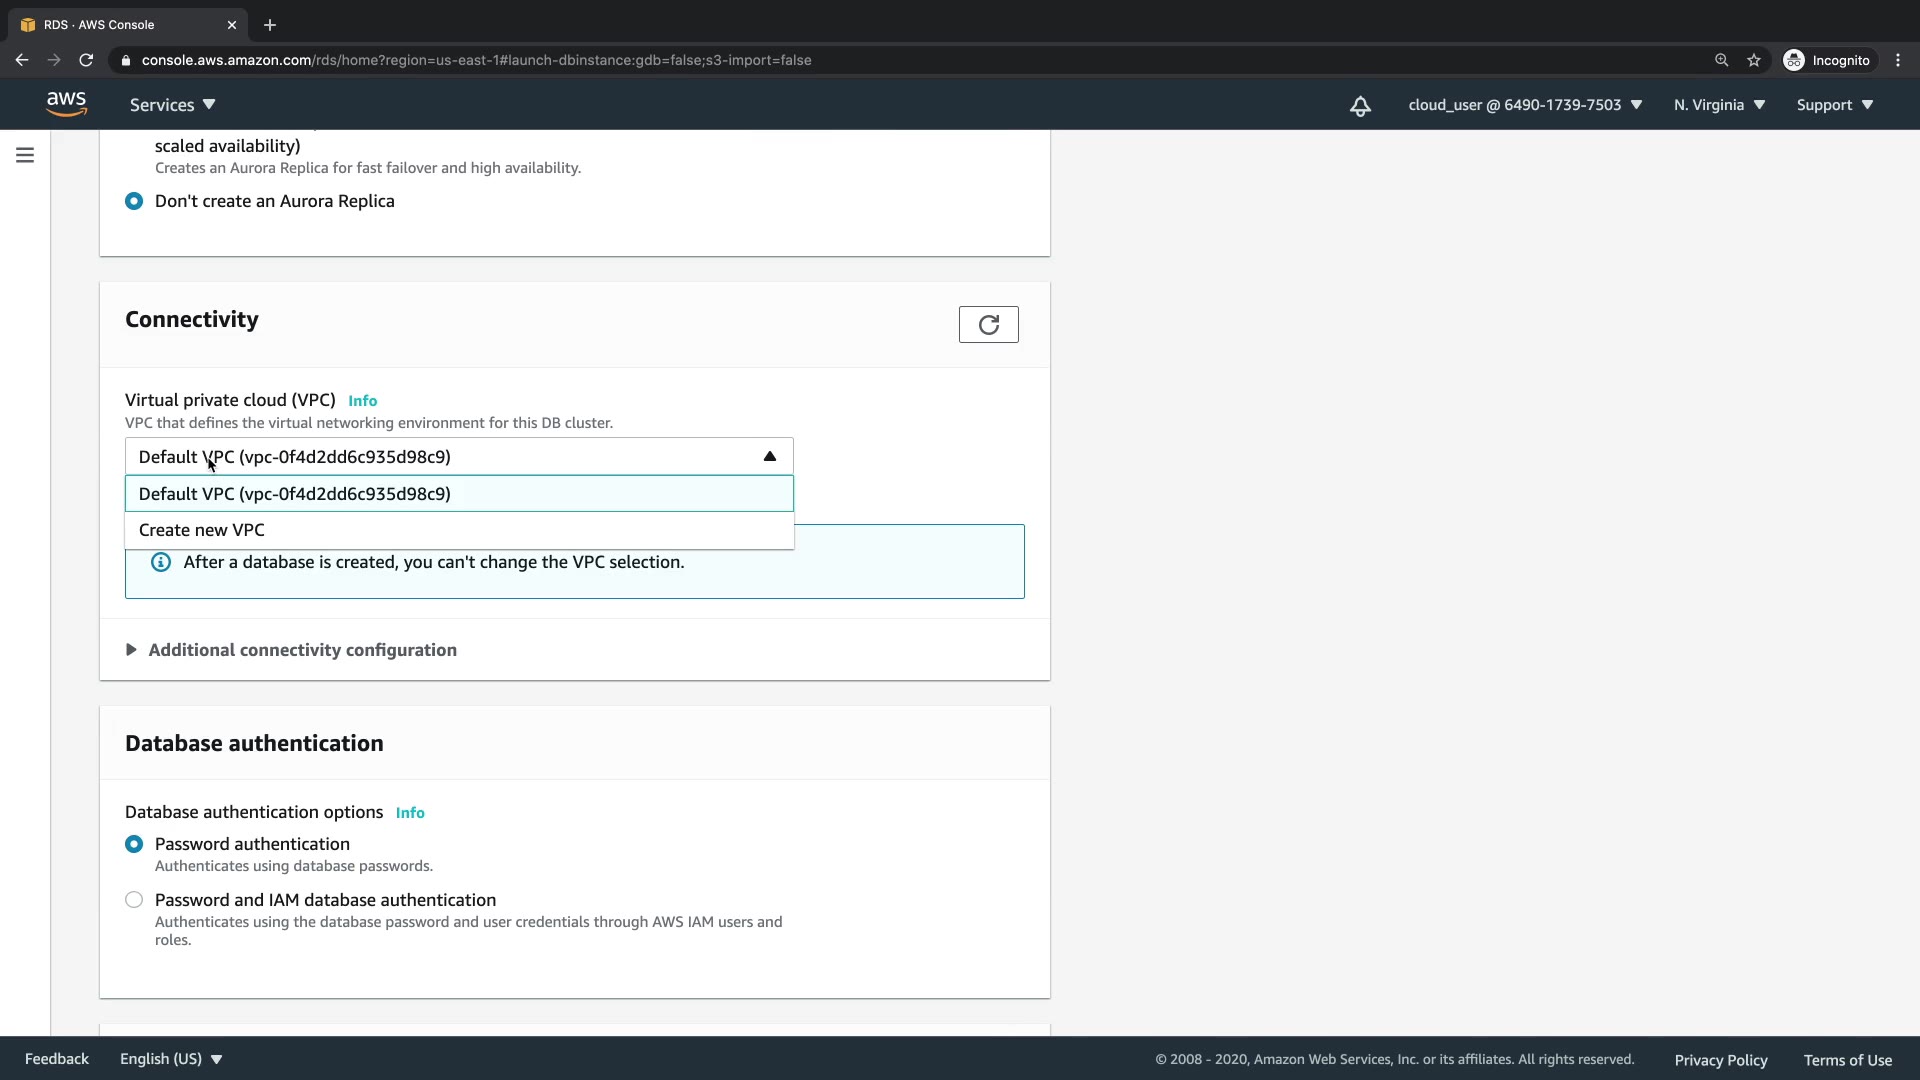 RDS · AWS Console
console.aws.amazon.com/rds/home?region=us-east-1#launch-dbinstance:gdb=false;s3-import=false
Incognito
aws
Services
cloud_user @ 6490-1739-7503
N. Virginia
Support
scaled availability)
Creates an Aurora Replica for fast failover and high availability.
Don't create an Aurora Replica
Connectivity
Virtual private cloud (VPC) Info
VPC that defines the virtual networking environment for this DB cluster.
Default VPC (vpc-0f4d2dd6c935d98c9)
Default VPC (vpc-0f4d2dd6c935d98c9)
Create new VPC
After a database is created, you can't change the VPC selection.
Additional connectivity configuration
Database authentication
Database authentication options Info
Password authentication
Authenticates using database passwords.
Password and IAM database authentication
Authenticates using the database password and user credentials through AWS IAM users and
roles.
Feedback
English (US)
© 2008 - 2020, Amazon Web Services, Inc. or its affiliates. All rights reserved.
Privacy Policy
Terms of Use